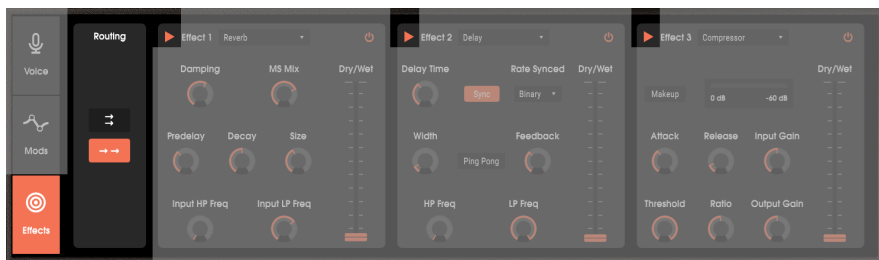 Voice
Mods
Effects
Routing
Effect 1 Reverb
Damping MS Mix Dry/Wet
Predelay Decay Size
Input HP Freq Input LP Freq
Effect 2 Delay
Delay Time Rate Synced Dry/Wet
Sync Binary
Width Feedback
Ping Pong
HP Freq LP Freq
Effect 3 Compressor
Dry/Wet
Makeup 0 dB -60 dB
Attack Release Input Gain
Threshold Ratio Output Gain